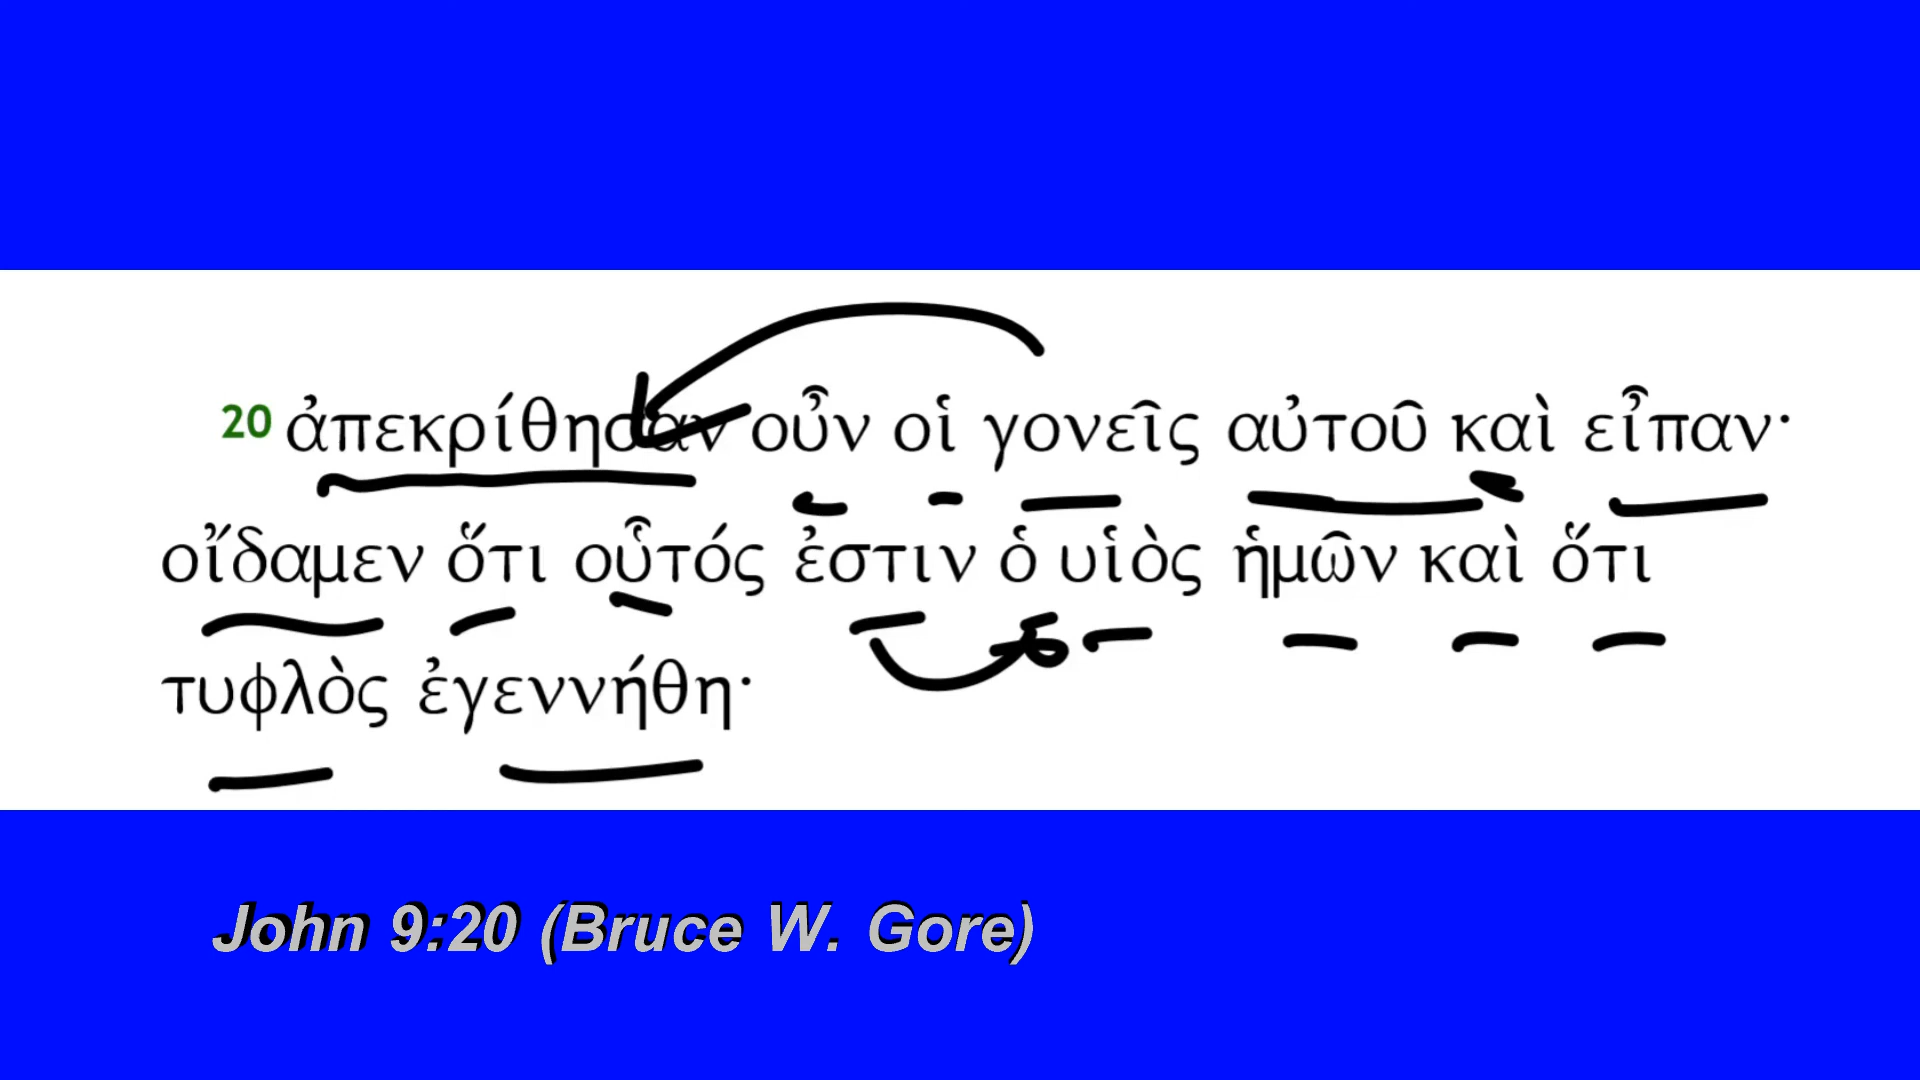 20 ἀπεκρίθησαν οὖν οἱ γονεῖς αὐτοῦ καὶ εἶπαν·
οἴδαμεν ὅτι οὗτός ἐστιν ὁ υἱὸς ἡμῶν καὶ ὅτι
τυφλὸς ἐγεννήθη·
John 9:20 (Bruce W. Gore)